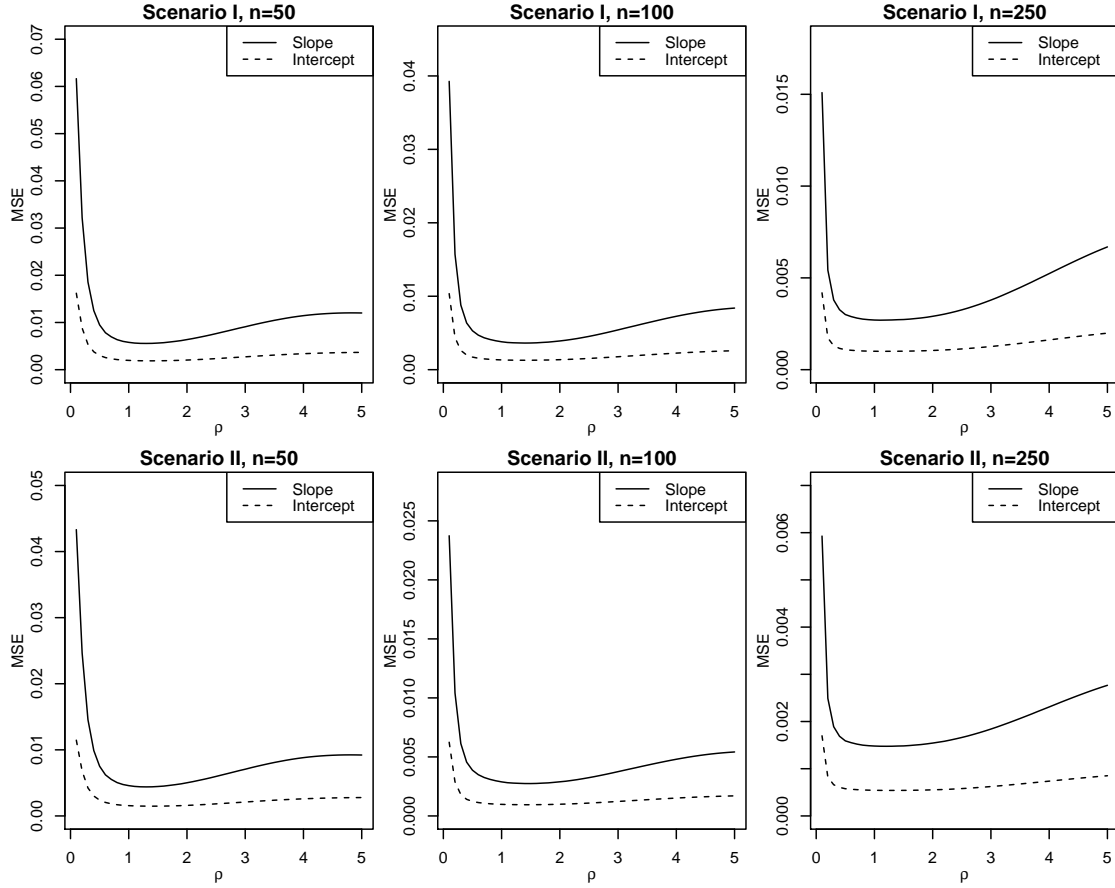 Scenario I, n=50
Slope
Intercept
MSE
0.00
0.01
0.02
0.03
0.04
0.05
0.06
0.07
0 1 2 3 4 5
ρ
Scenario I, n=100
Slope
Intercept
MSE
0.00
0.01
0.02
0.03
0.04
0 1 2 3 4 5
ρ
Scenario I, n=250
Slope
Intercept
MSE
0.000
0.005
0.010
0.015
0 1 2 3 4 5
ρ
Scenario II, n=50
Slope
Intercept
MSE
0.00
0.01
0.02
0.03
0.04
0.05
0 1 2 3 4 5
ρ
Scenario II, n=100
Slope
Intercept
MSE
0.000
0.005
0.010
0.015
0.020
0.025
0 1 2 3 4 5
ρ
Scenario II, n=250
Slope
Intercept
MSE
0.000
0.002
0.004
0.006
0 1 2 3 4 5
ρ